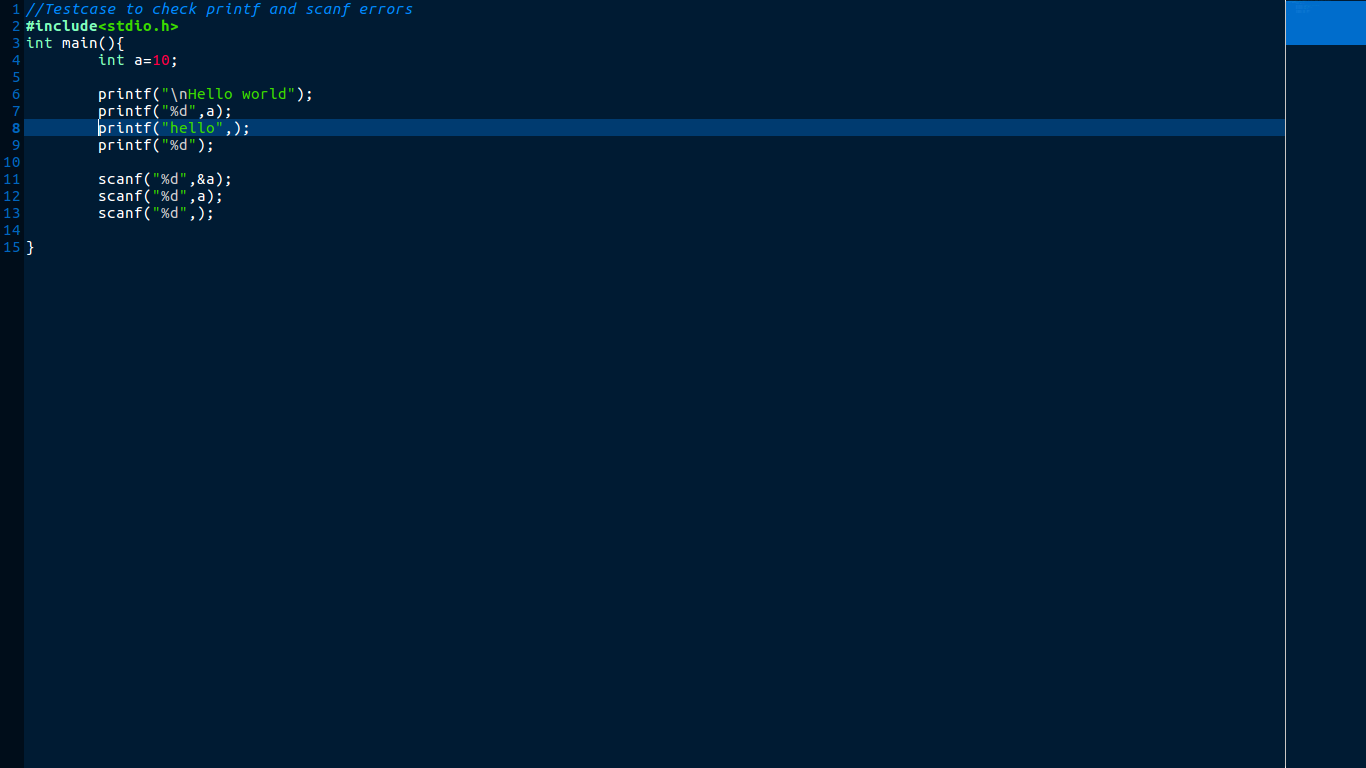 1 //Testcase to check printf and scanf errors
2 #include<stdio.h>
3 int main(){
4         int a=10;
5
6         printf("\nHello world");
7         printf("%d",a);
8         printf("hello",);
9         printf("%d");
10
11         scanf("%d",&a);
12         scanf("%d",a);
13         scanf("%d",);
14
15 }